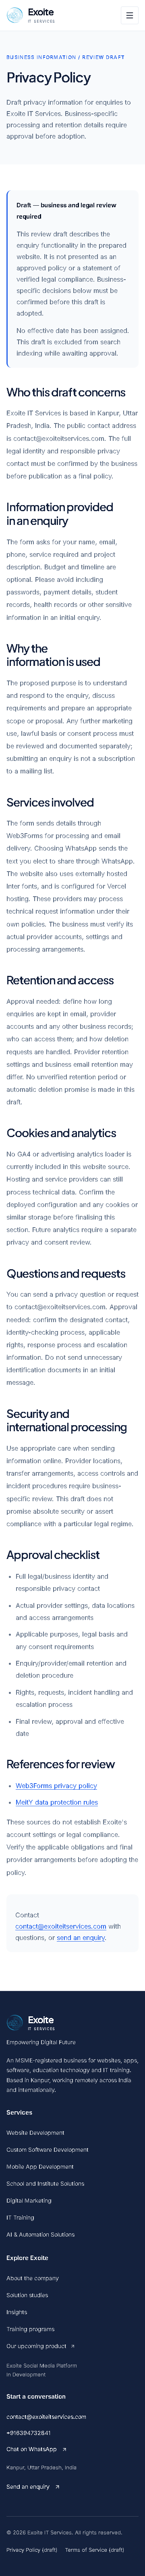 Exoite
IT SERVICES
BUSINESS INFORMATION / REVIEW DRAFT
Privacy Policy
Draft privacy information for enquiries to
Exoite IT Services. Business-specific
processing and retention details require
approval before adoption.
Draft — business and legal review
required
This review draft describes the
enquiry functionality in the prepared
website. It is not presented as an
adopted policy or a statement of
verified legal compliance. Business-
specific decisions below must be
confirmed before this draft is
adopted.
No effective date has been assigned.
This draft is excluded from search
indexing while awaiting approval.
Who this draft concerns
Exoite IT Services is based in Kanpur, Uttar
Pradesh, India. The public contact address
is contact@exoiteitservices.com. The full
legal identity and responsible privacy
contact must be confirmed by the business
before publication as a final policy.
Information provided
in an enquiry
The form asks for your name, email,
phone, service required and project
description. Budget and timeline are
optional. Please avoid including
passwords, payment details, student
records, health records or other sensitive
information in an initial enquiry.
Why the
information is used
The proposed purpose is to understand
and respond to the enquiry, discuss
requirements and prepare an appropriate
scope or proposal. Any further marketing
use, lawful basis or consent process must
be reviewed and documented separately;
submitting an enquiry is not a subscription
to a mailing list.
Services involved
The form sends details through
Web3Forms for processing and email
delivery. Choosing WhatsApp sends the
text you elect to share through WhatsApp.
The website also uses externally hosted
Inter fonts, and is configured for Vercel
hosting. These providers may process
technical request information under their
own policies. The business must verify its
actual provider accounts, settings and
processing arrangements.
Retention and access
Approval needed: define how long
enquiries are kept in email, provider
accounts and any other business records;
who can access them; and how deletion
requests are handled. Provider retention
settings and business email retention may
differ. No unverified retention period or
automatic deletion promise is made in this
draft.
Cookies and analytics
No GA4 or advertising analytics loader is
currently included in this website source.
Hosting and service providers can still
process technical data. Confirm the
deployed configuration and any cookies or
similar storage before finalising this
section. Future analytics require a separate
privacy and consent review.
Questions and requests
You can send a privacy question or request
to contact@exoiteitservices.com. Approval
needed: confirm the designated contact,
identity-checking process, applicable
rights, response process and escalation
information. Do not send unnecessary
identification documents in an initial
message.
Security and
international processing
Use appropriate care when sending
information online. Provider locations,
transfer arrangements, access controls and
incident procedures require business-
specific review. This draft does not
promise absolute security or assert
compliance with a particular legal regime.
Approval checklist
• Full legal/business identity and
responsible privacy contact
• Actual provider settings, data locations
and access arrangements
• Applicable purposes, legal basis and
any consent requirements
• Enquiry/provider/email retention and
deletion procedure
• Rights, requests, incident handling and
escalation process
• Final review, approval and effective
date
References for review
• Web3Forms privacy policy
• MeitY data protection rules
These sources do not establish Exoite's
account settings or legal compliance.
Verify the applicable obligations and final
provider arrangements before adopting the
policy.
Contact
contact@exoiteitservices.com with
questions, or send an enquiry.
Exoite
IT SERVICES
Empowering Digital Future
An MSME-registered business for websites, apps,
software, education technology and IT training.
Based in Kanpur, working remotely across India
and internationally.
Services
Website Development
Custom Software Development
Mobile App Development
School and Institute Solutions
Digital Marketing
IT Training
AI & Automation Solutions
Explore Exoite
About the company
Solution studies
Insights
Training programs
Our upcoming product ↗
Exoite Social Media Platform
In Development
Start a conversation
contact@exoiteitservices.com
+916394732841
Chat on WhatsApp ↗
Kanpur, Uttar Pradesh, India
Send an enquiry ↗
© 2026 Exoite IT Services. All rights reserved.
Privacy Policy (draft) Terms of Service (draft)